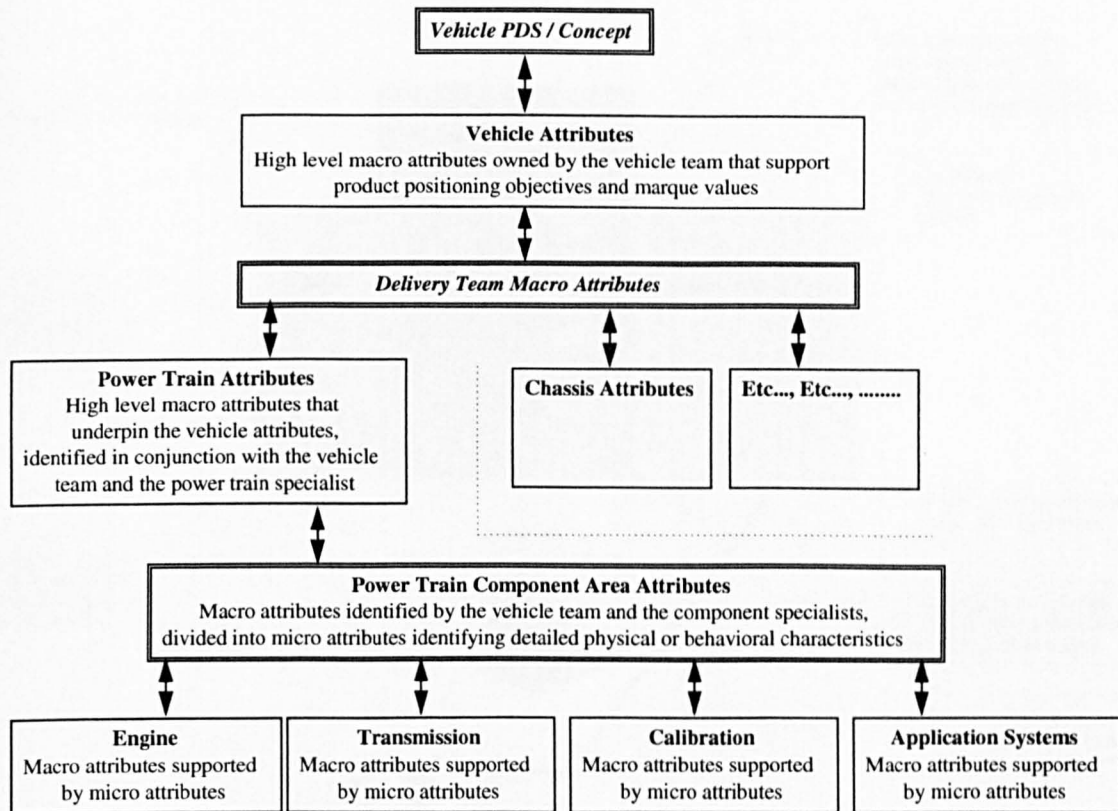 Vehicle PDS / Concept
Vehicle Attributes
High level macro attributes owned by the vehicle team that support
product positioning objectives and marque values
Delivery Team Macro Attributes
Power Train Attributes
High level macro attributes that
underpin the vehicle attributes,
identified in conjunction with the vehicle
team and the power train specialist
Chassis Attributes
Etc..., Etc..., ........
Power Train Component Area Attributes
Macro attributes identified by the vehicle team and the component specialists,
divided into micro attributes identifying detailed physical or behavioral characteristics
Engine
Macro attributes supported
by micro attributes
Transmission
Macro attributes supported
by micro attributes
Calibration
Macro attributes supported
by micro attributes
Application Systems
Macro attributes supported
by micro attributes